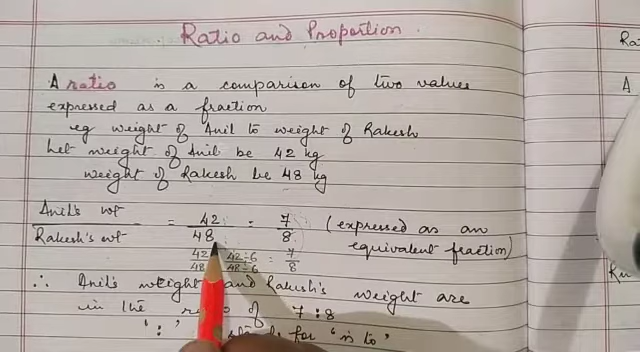 Ratio and Proportion
A ratio is a comparison of two values
expressed as a fraction
eg weight of Anil to weight of Rakesh
Let weight of Anil be 42 kg
weight of Rakesh be 48 kg
Anil's wt / Rakesh's wt = 42 / 48 = 7 / 8 (expressed as an
equivalent fraction)
42 / 48 42÷6 / 48÷6 = 7 / 8
∴ Anil's weight and Rakesh's weight are
in the of 7:8
':' for "is to"
Ra
A